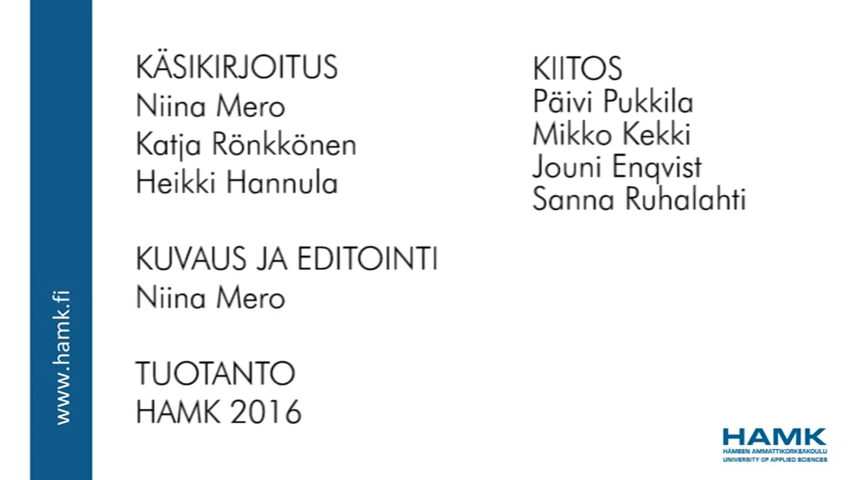 KÄSIKIRJOITUS
Niina Mero
Katja Rönkkönen
Heikki Hannula
KUVAUS JA EDITOINTI
Niina Mero
TUOTANTO
HAMK 2016
KIITOS
Päivi Pukkila
Mikko Kekki
Jouni Enqvist
Sanna Ruhalahti
www.hamk.fi
HAMK
HÄMEEN AMMATTIKORKEAKOULU
UNIVERSITY OF APPLIED SCIENCES